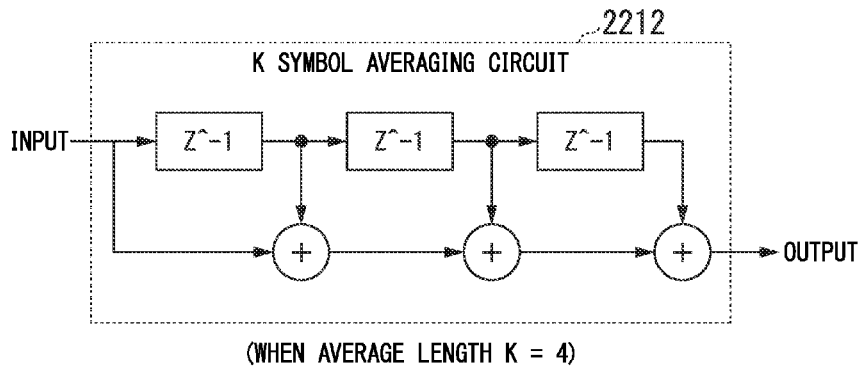 2212
K SYMBOL AVERAGING CIRCUIT
INPUT
Z^-1
Z^-1
Z^-1
+
+
+
OUTPUT
(WHEN AVERAGE LENGTH K = 4)